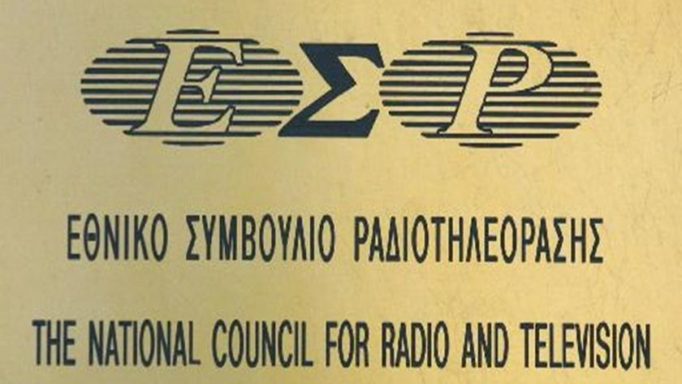 ΕΣΡ
ΕΘΝΙΚΟ ΣΥΜΒΟΥΛΙΟ ΡΑΔΙΟΤΗΛΕΟΡΑΣΗΣ
THE NATIONAL COUNCIL FOR RADIO AND TELEVISION